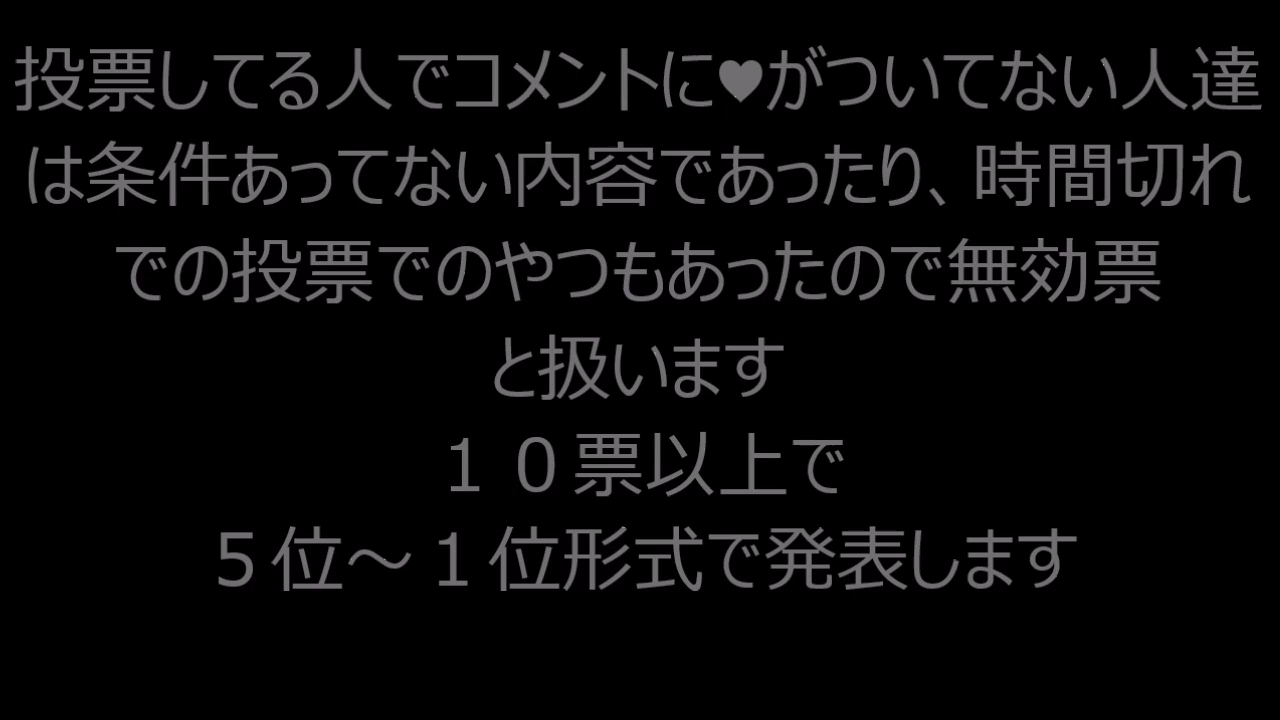 投票してる人でコメントに♥がついてない人達
は条件あってない内容であったり、時間切れ
での投票でのやつもあったので無効票
と扱います
１０票以上で
５位～１位形式で発表します